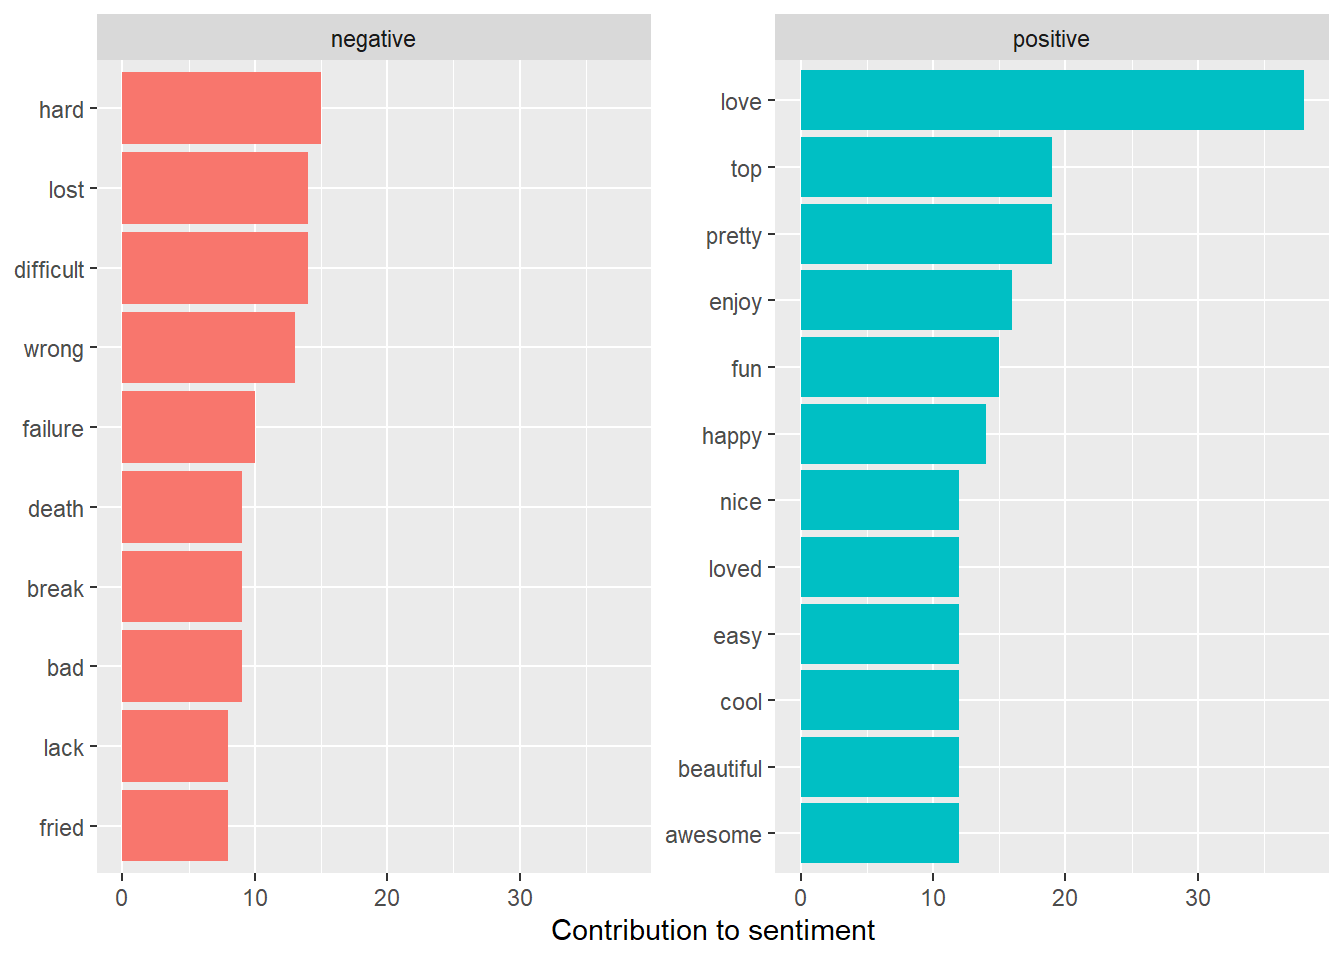 negative
hard
lost
difficult
wrong
failure
death
break
bad
lack
fried
0 10 20 30
positive
love
top
pretty
enjoy
fun
happy
nice
loved
easy
cool
beautiful
awesome
0 10 20 30
Contribution to sentiment